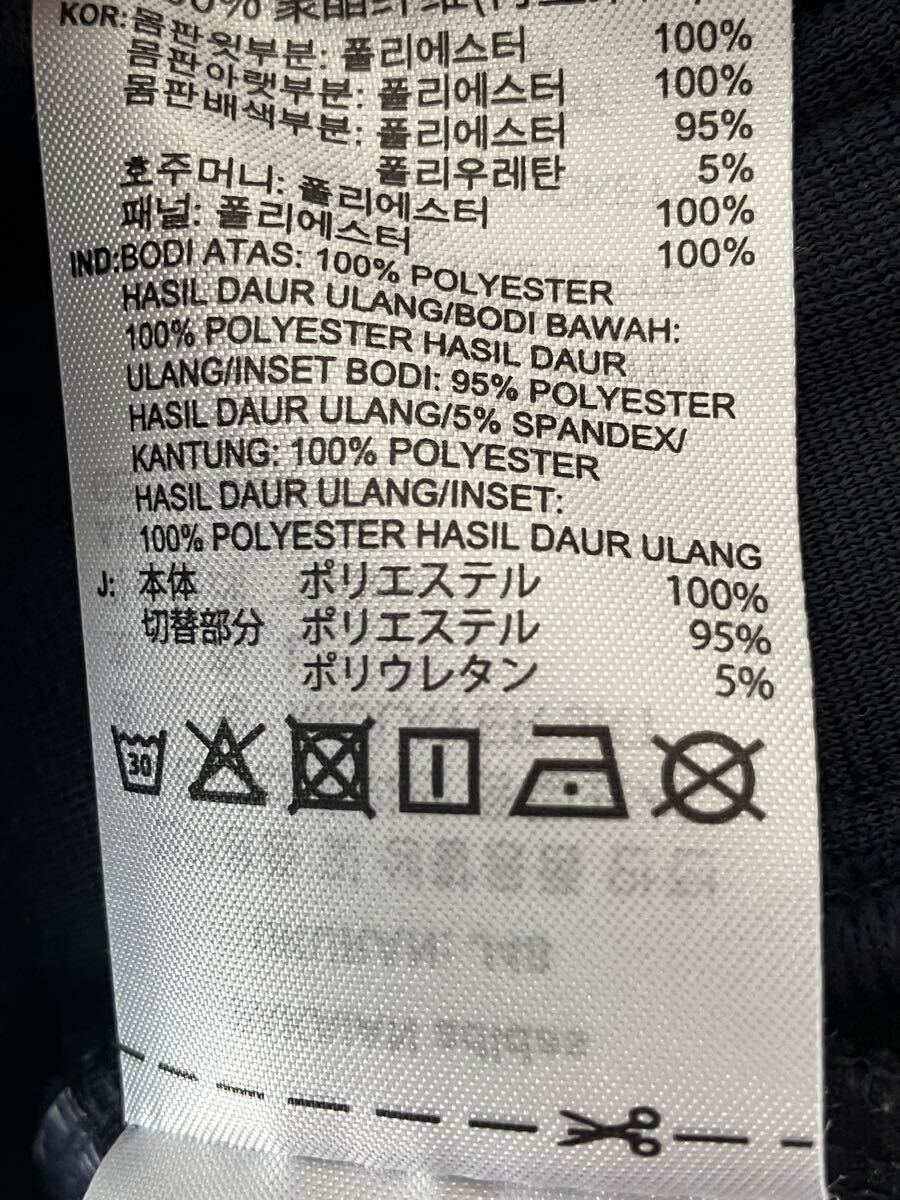 KOR: 몸판윗부분: 폴리에스터 100%
몸판아랫부분: 폴리에스터 100%
몸판배색부분: 폴리에스터 95%
폴리우레탄 5%
호주머니: 폴리에스터 100%
패널: 폴리에스터 100%
IND:BODI ATAS: 100% POLYESTER
HASIL DAUR ULANG/BODI BAWAH:
100% POLYESTER HASIL DAUR
ULANG/INSET BODI: 95% POLYESTER
HASIL DAUR ULANG/5% SPANDEX/
KANTUNG: 100% POLYESTER
HASIL DAUR ULANG/INSET:
100% POLYESTER HASIL DAUR ULANG
J: 本体 ポリエステル 100%
切替部分 ポリエステル 95%
ポリウレタン 5%
30